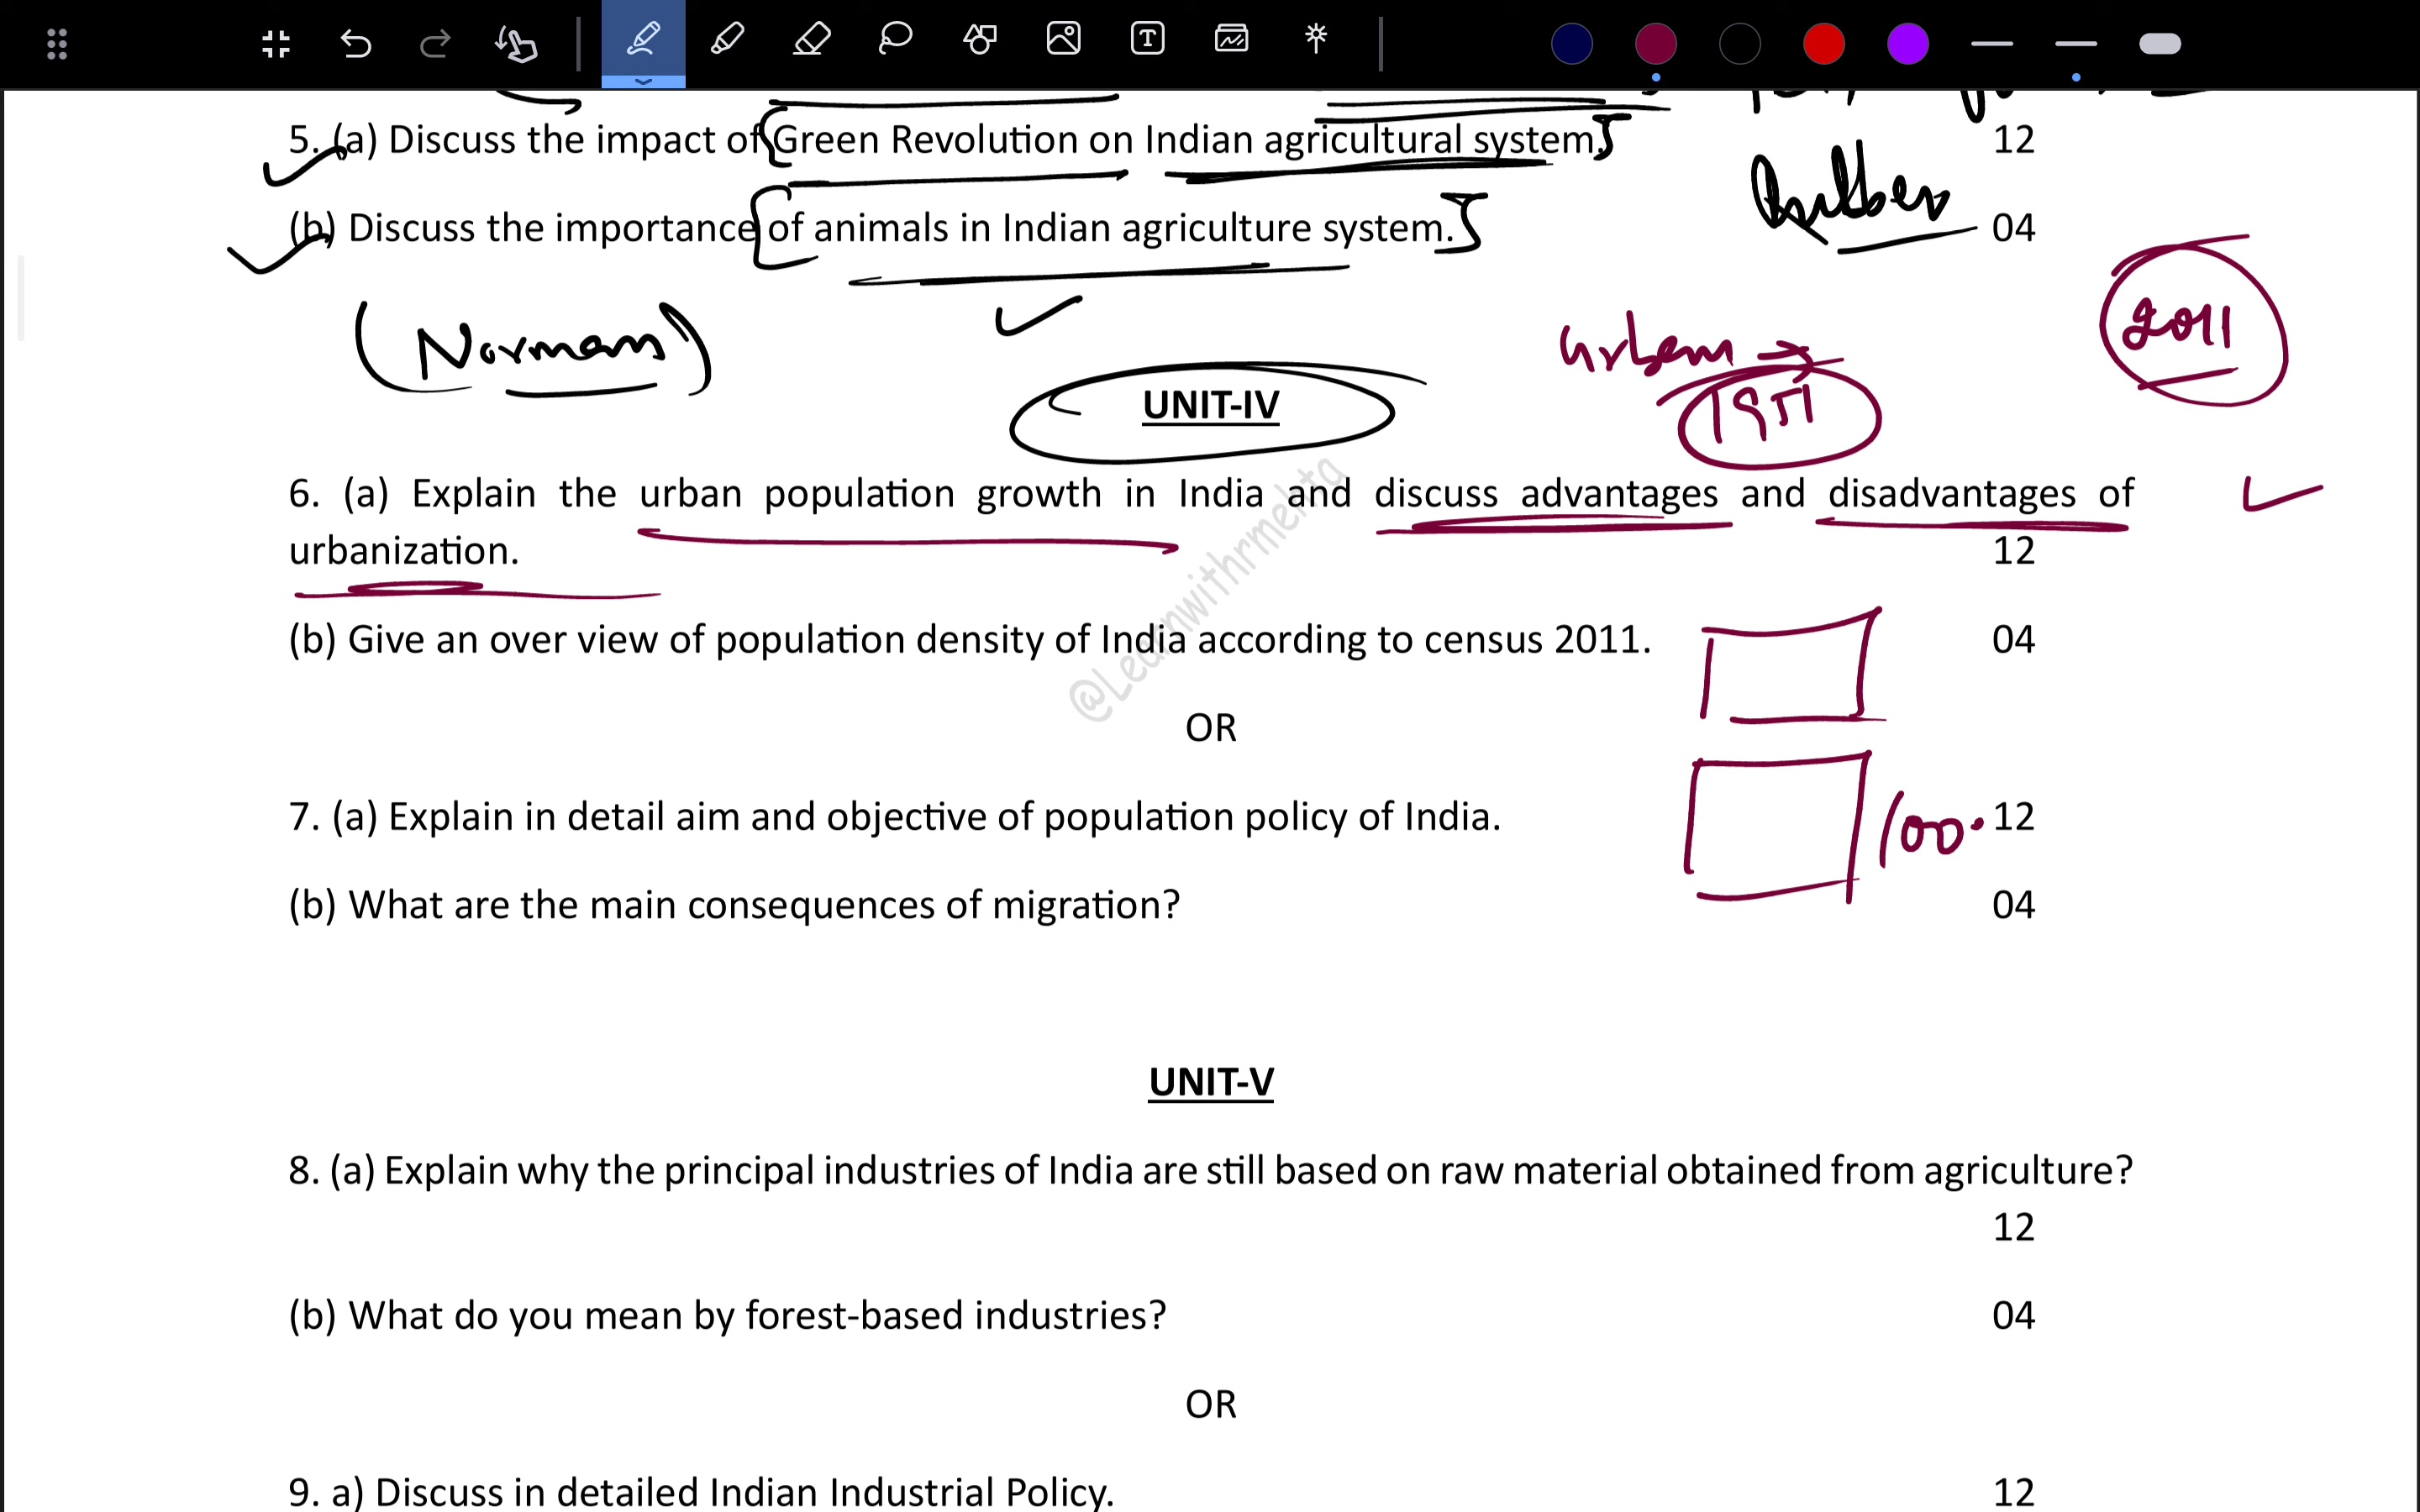 5. (a) Discuss the impact of Green Revolution on Indian agricultural system. 12
Rubber
(b) Discuss the importance of animals in Indian agriculture system. 04
(Norman)
urban → 2011
1951
UNIT-IV
6. (a) Explain the urban population growth in India and discuss advantages and disadvantages of
urbanization. 12
@Learnwithrmehta
(b) Give an over view of population density of India according to census 2011. 04
OR
7. (a) Explain in detail aim and objective of population policy of India. 12
1000.
(b) What are the main consequences of migration? 04
UNIT-V
8. (a) Explain why the principal industries of India are still based on raw material obtained from agriculture?
12
(b) What do you mean by forest-based industries? 04
OR
9. a) Discuss in detailed Indian Industrial Policy. 12